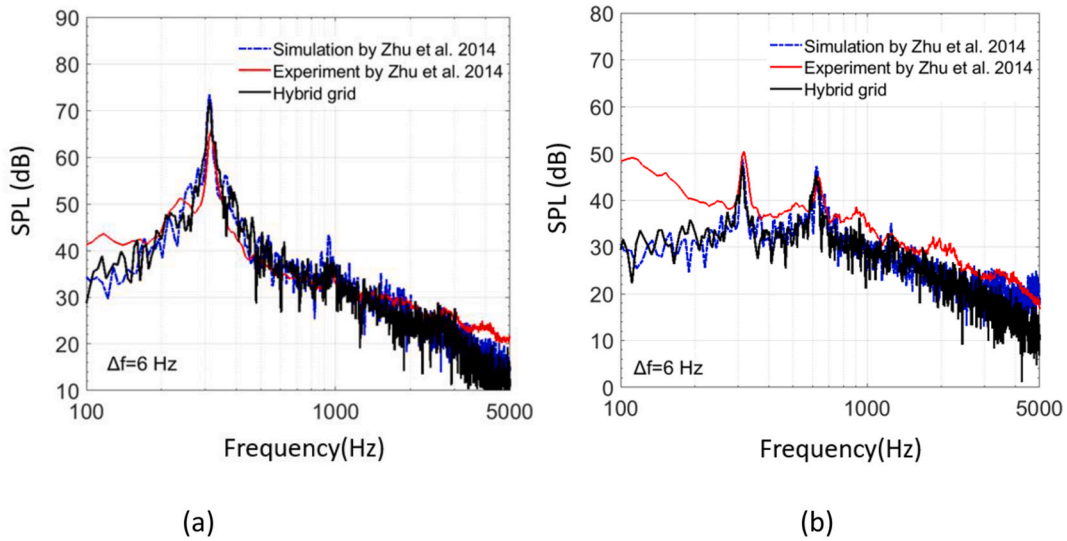 90
80
70
60
50
40
30
20
10
SPL (dB)
Simulation by Zhu et al. 2014
Experiment by Zhu et al. 2014
Hybrid grid
Δf=6 Hz
100
1000
5000
Frequency(Hz)
(a)
80
70
60
50
40
30
20
10
0
SPL (dB)
Simulation by Zhu et al. 2014
Experiment by Zhu et al. 2014
Hybrid grid
Δf=6 Hz
100
1000
5000
Frequency(Hz)
(b)